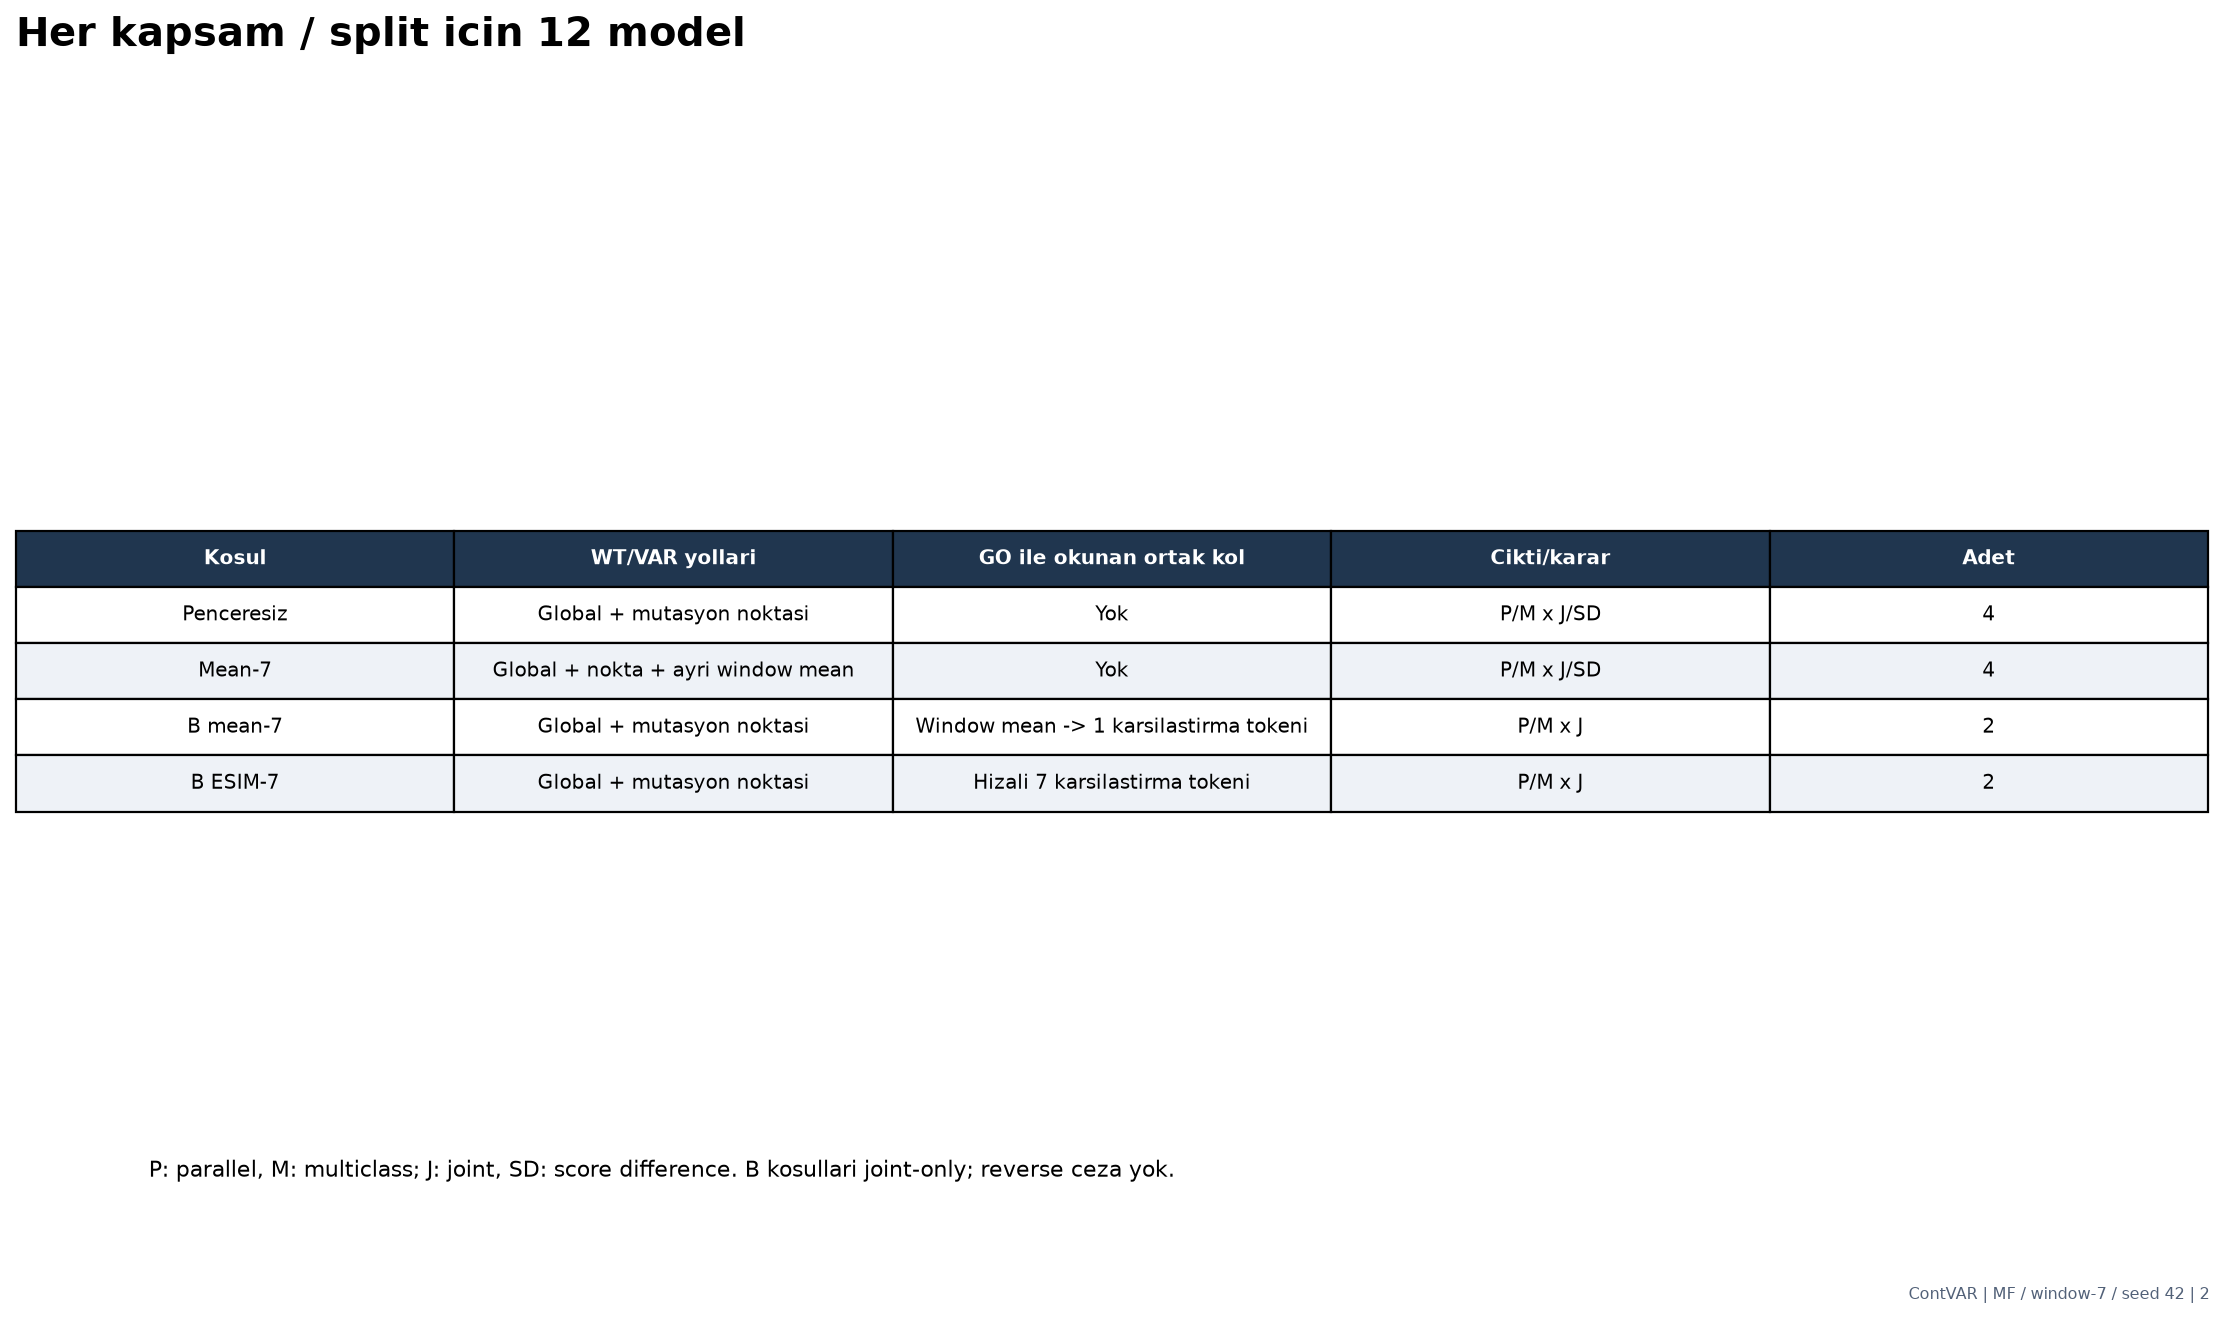 Her kapsam / split icin 12 model
Kosul WT/VAR yollari GO ile okunan ortak kol Cikti/karar Adet
Penceresiz Global + mutasyon noktasi Yok P/M x J/SD 4
Mean-7 Global + nokta + ayri window mean Yok P/M x J/SD 4
B mean-7 Global + mutasyon noktasi Window mean -> 1 karsilastirma tokeni P/M x J 2
B ESIM-7 Global + mutasyon noktasi Hizali 7 karsilastirma tokeni P/M x J 2
P: parallel, M: multiclass; J: joint, SD: score difference. B kosullari joint-only; reverse ceza yok.
ContVAR | MF / window-7 / seed 42 | 2